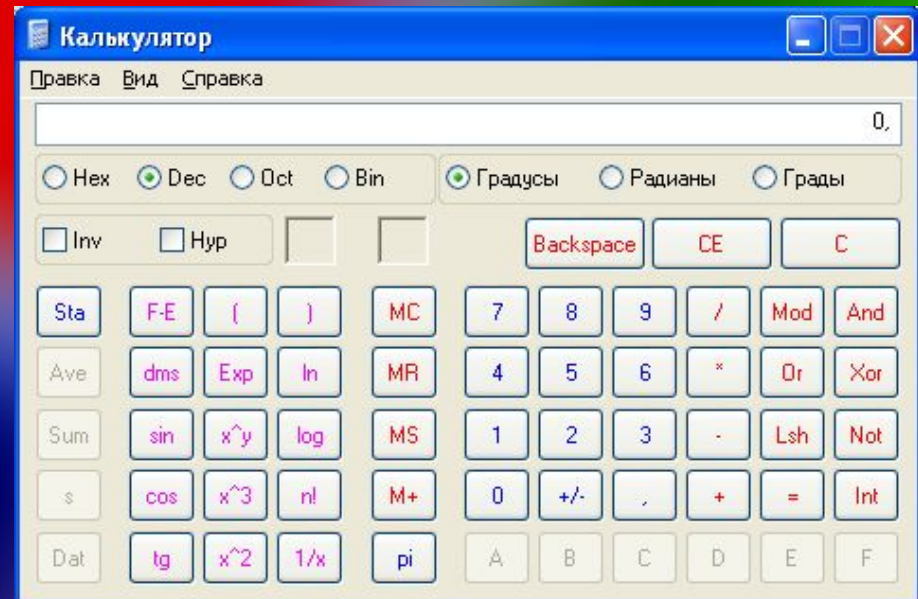 Калькулятор
Правка Вид Справка
0,
Hex Dec Oct Bin Градусы Радианы Грады
Inv Hyp Backspace CE C
Sta F-E ( ) MC 7 8 9 / Mod And
Ave dms Exp ln MR 4 5 6 * Or Xor
Sum sin x^y log MS 1 2 3 - Lsh Not
s cos x^3 n! M+ 0 +/- , + = Int
Dat tg x^2 1/x pi A B C D E F